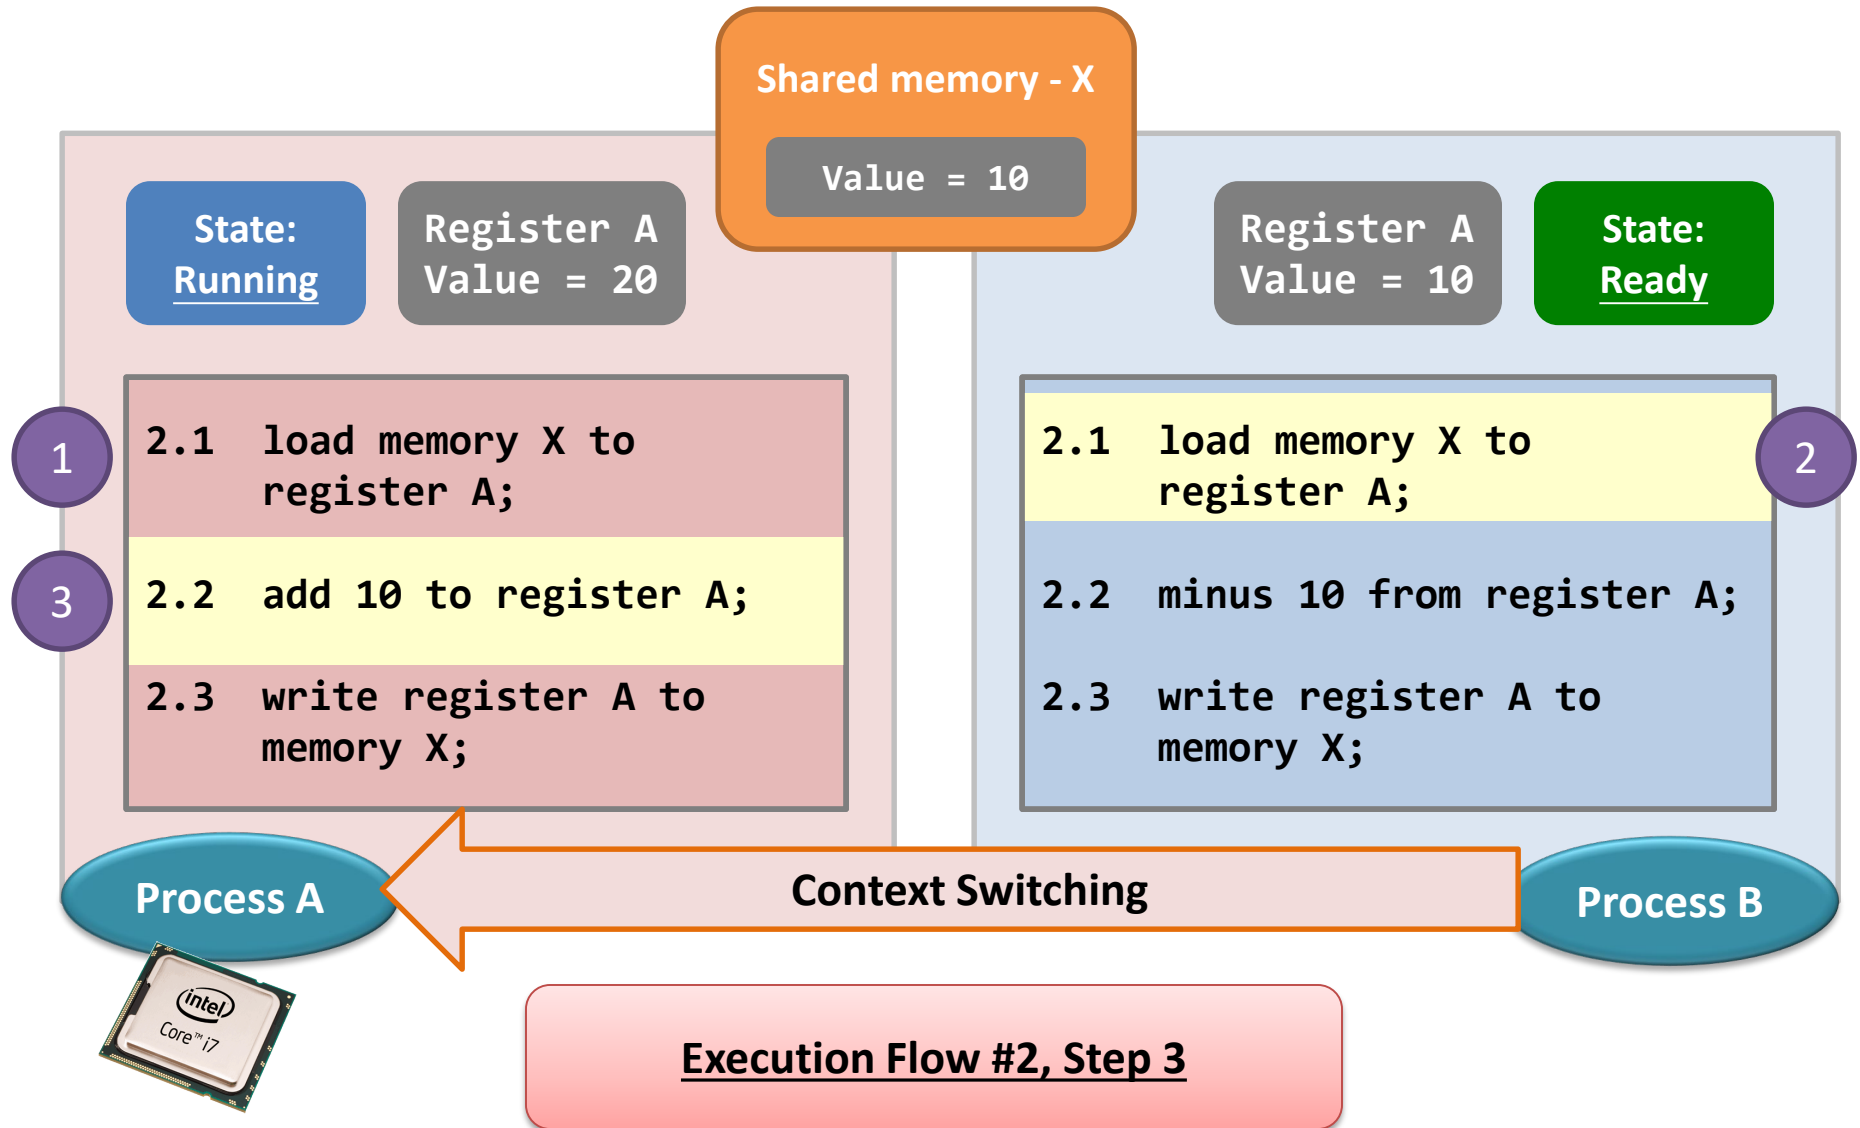 Shared memory - X
Value = 10
State:
Running
Register A
Value = 20
Register A
Value = 10
State:
Ready
1
2.1 load memory X to
register A;
3
2.2 add 10 to register A;
2.3 write register A to
memory X;
2.1 load memory X to
register A;
2
2.2 minus 10 from register A;
2.3 write register A to
memory X;
Process A
Context Switching
Process B
intel
Core™ i7
Execution Flow #2, Step 3